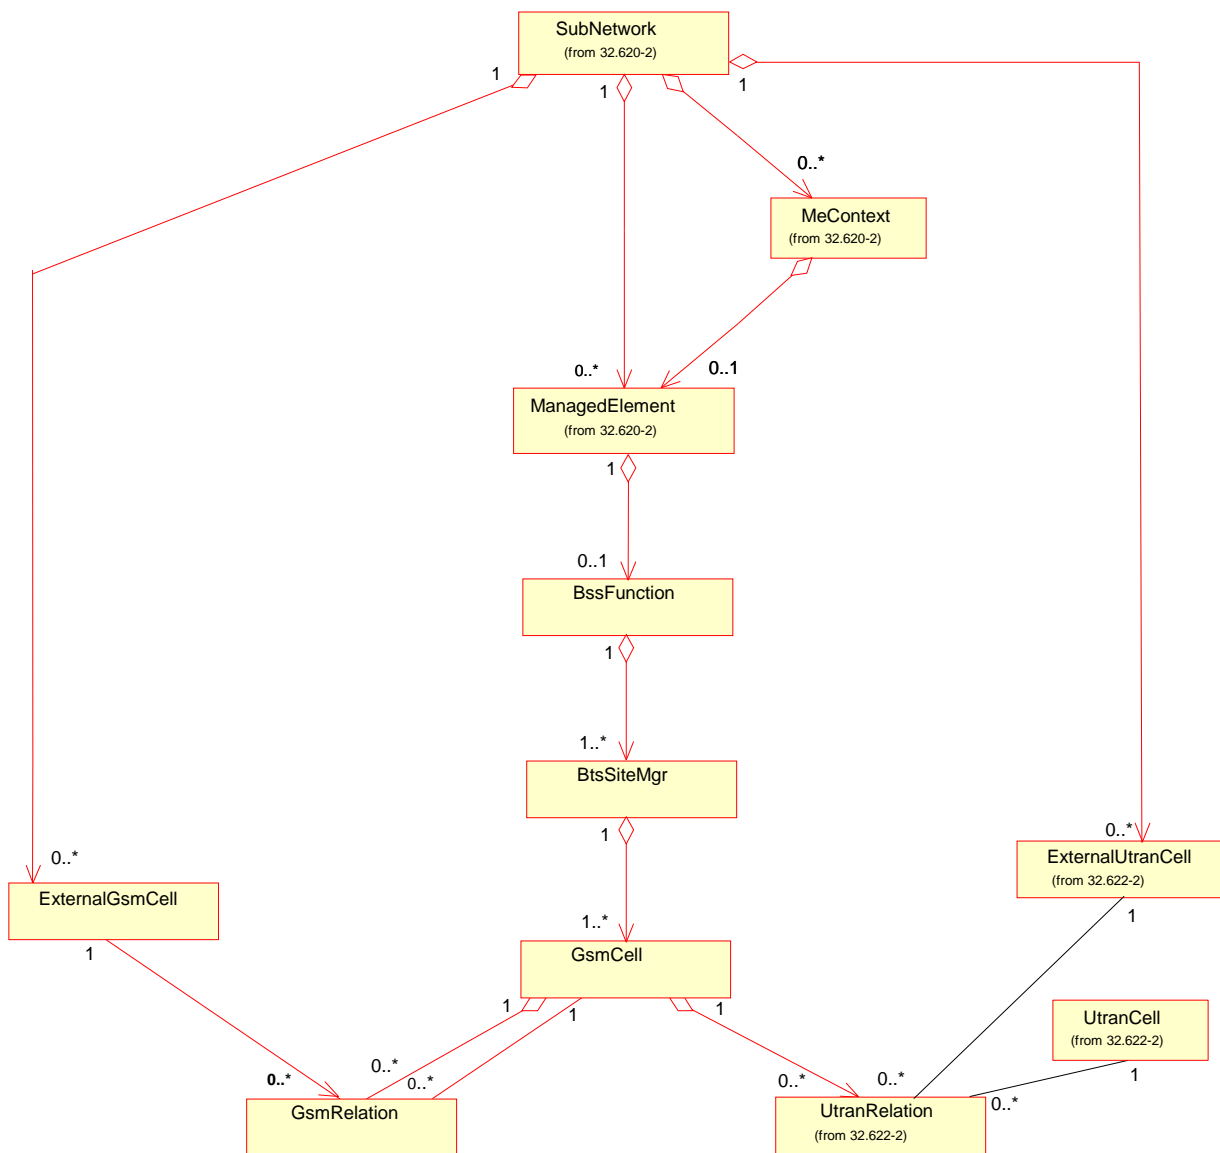 SubNetwork
(from 32.620-2)
1
1
1
0..*
MeContext
(from 32.620-2)
0..*
0..1
ManagedElement
(from 32.620-2)
1
0..1
BssFunction
1
1..*
BtsSiteMgr
1
0..*
ExternalUtranCell
(from 32.622-2)
1
0..*
ExternalGsmCell
1
1..*
GsmCell
1
1
1
UtranCell
(from 32.622-2)
1
0..*
0..*
0..*
0..*
0..*
0..*
GsmRelation
UtranRelation
(from 32.622-2)